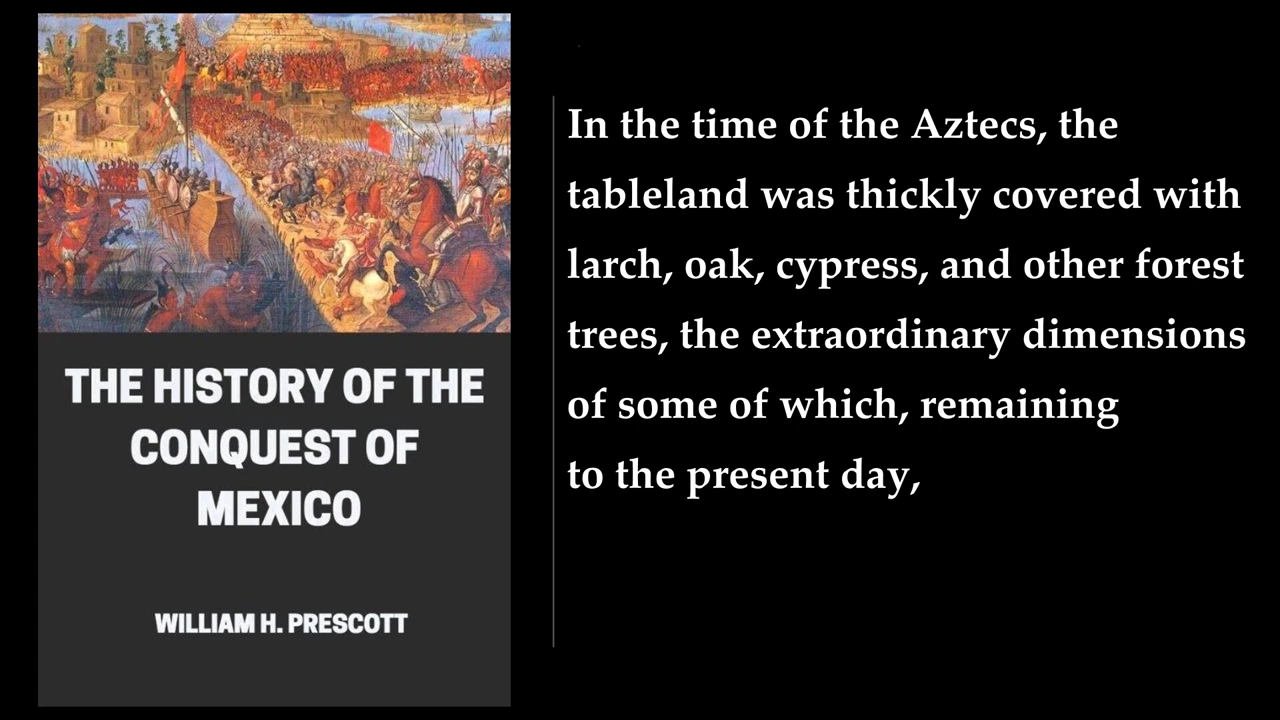 THE HISTORY OF THE
CONQUEST OF
MEXICO
WILLIAM H. PRESCOTT
In the time of the Aztecs, the
tableland was thickly covered with
larch, oak, cypress, and other forest
trees, the extraordinary dimensions
of some of which, remaining
to the present day,